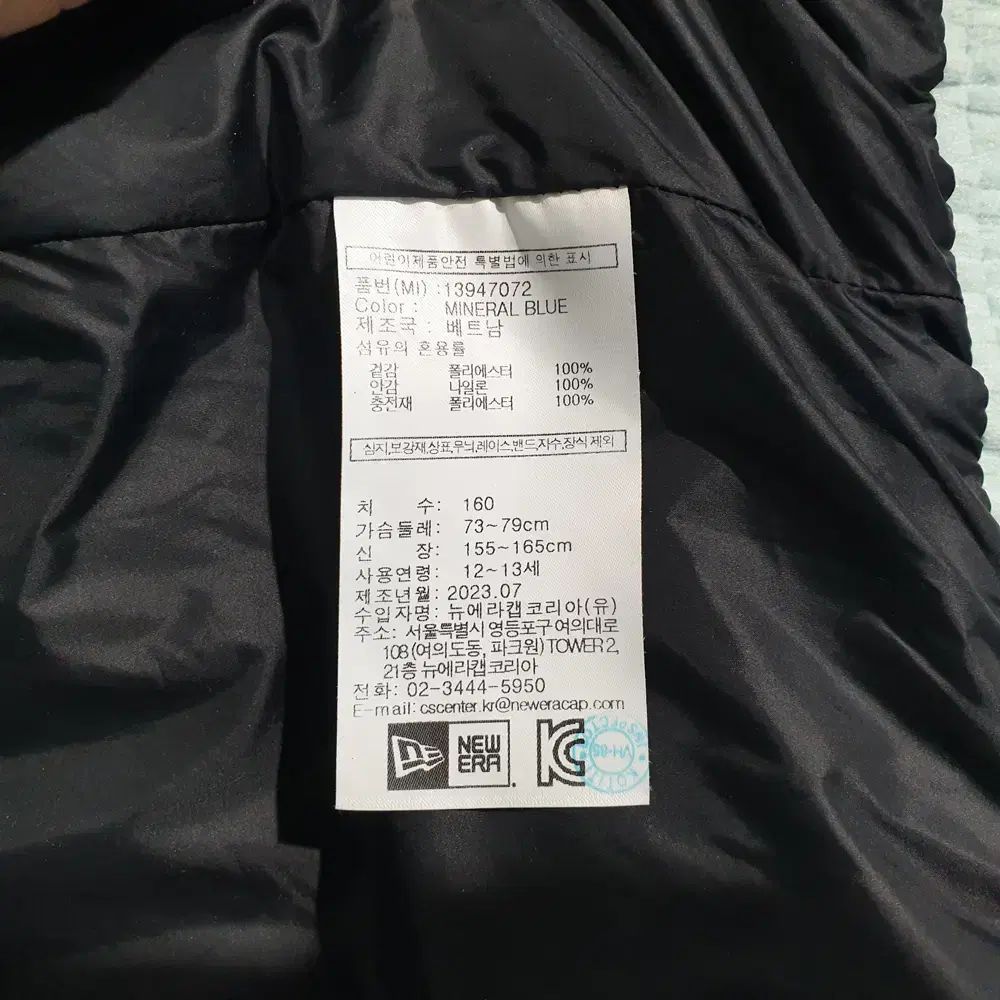 어린이제품안전 특별법에 의한 표시
품번(MI) :13947072
Color : MINERAL BLUE
제조국 : 베트남
섬유의 혼용률
겉감 폴리에스터 100%
안감 나일론 100%
충전재 폴리에스터 100%
심지,보강재,상표,무늬,레이스,밴드,자수,장식 제외
치 수: 160
가슴둘레: 73~79cm
신 장: 155~165cm
사용연령: 12~13세
제조년월: 2023.07
수입자명: 뉴에라캡코리아(유)
주소: 서울특별시 영등포구 여의대로
108 (여의도동, 파크원) TOWER 2,
21층 뉴에라캡코리아
전화: 02-3444-5950
E-mail: cscenter.kr@neweracap.com
NEW
ERA
KC
VH-05